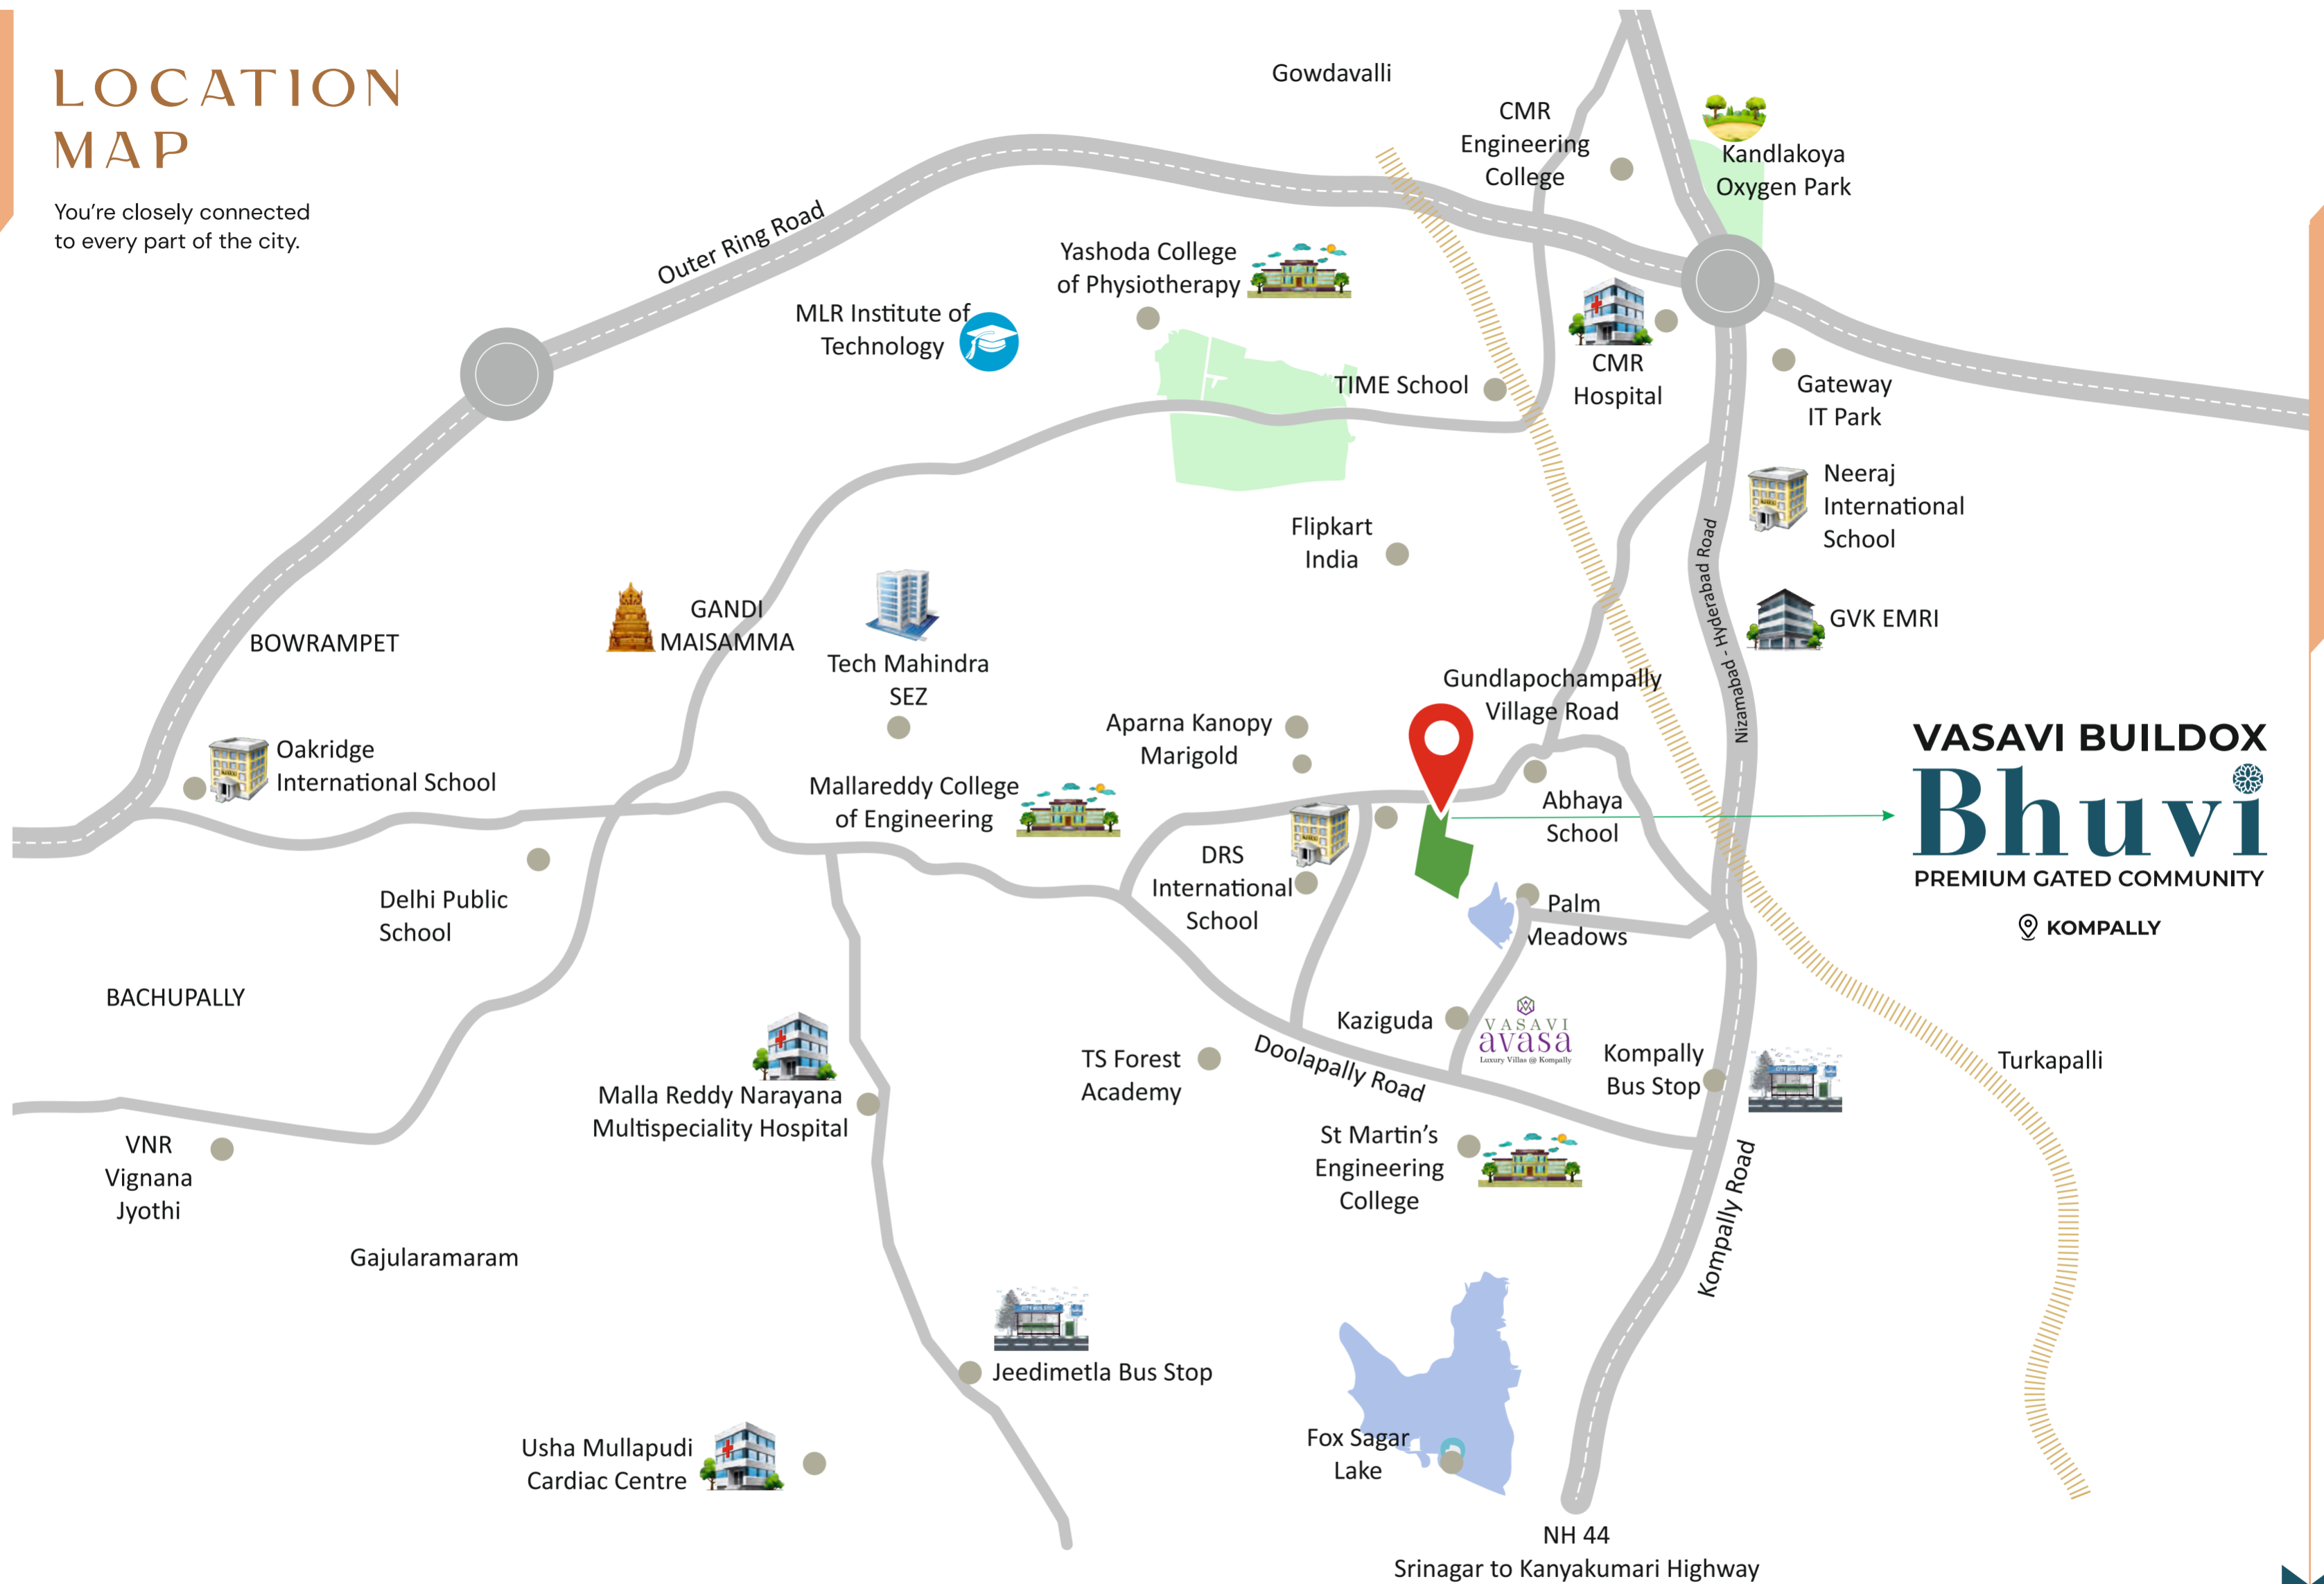 LOCATION
MAP
You're closely connected
to every part of the city.
Gowdavalli
CMR
Engineering
College
Kandlakoya
Oxygen Park
Outer Ring Road
Yashoda College
of Physiotherapy
MLR Institute of
Technology
TIME School
CMR
Hospital
Gateway
IT Park
Neeraj
International
School
Flipkart
India
Nizamabad - Hyderabad Road
GVK EMRI
GANDI
MAISAMMA
BOWRAMPET
Tech Mahindra
SEZ
Gundlapochampally
Village Road
Aparna Kanopy
Marigold
VASAVI BUILDOX
Bhuvi
PREMIUM GATED COMMUNITY
KOMPALLY
Oakridge
International School
Mallareddy College
of Engineering
Abhaya
School
DRS
International
School
Delhi Public
School
Palm
Meadows
BACHUPALLY
Kaziguda
VASAVI
avasa
Luxury Villas @ Kompally
Kompally
Bus Stop
Turkapalli
TS Forest
Academy
Doolapally Road
Malla Reddy Narayana
Multispeciality Hospital
VNR
Vignana
Jyothi
St Martin's
Engineering
College
Kompally Road
Gajularamaram
CITY BUS STOP
Jeedimetla Bus Stop
Usha Mullapudi
Cardiac Centre
Fox Sagar
Lake
NH 44
Srinagar to Kanyakumari Highway